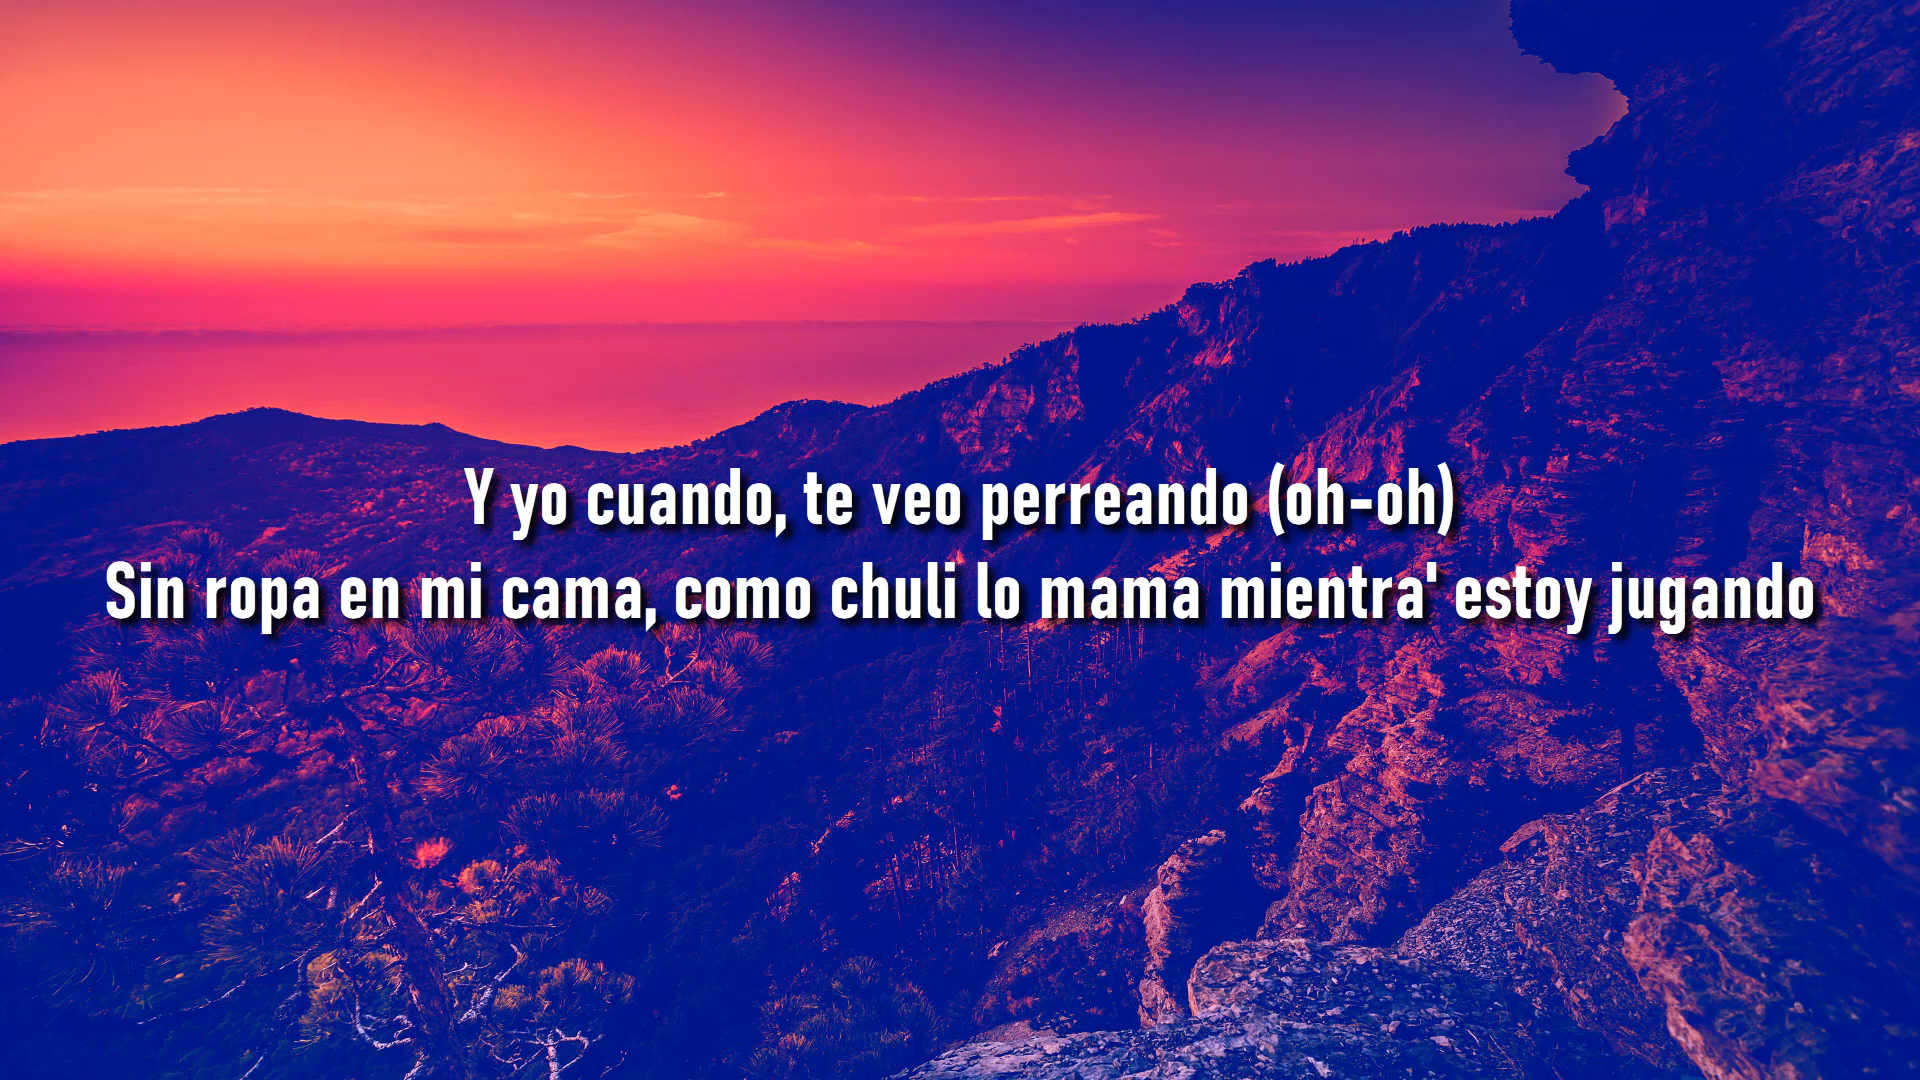 Y yo cuando, te veo perreando (oh-oh)
Sin ropa en mi cama, como chuli lo mama mientra' estoy jugando